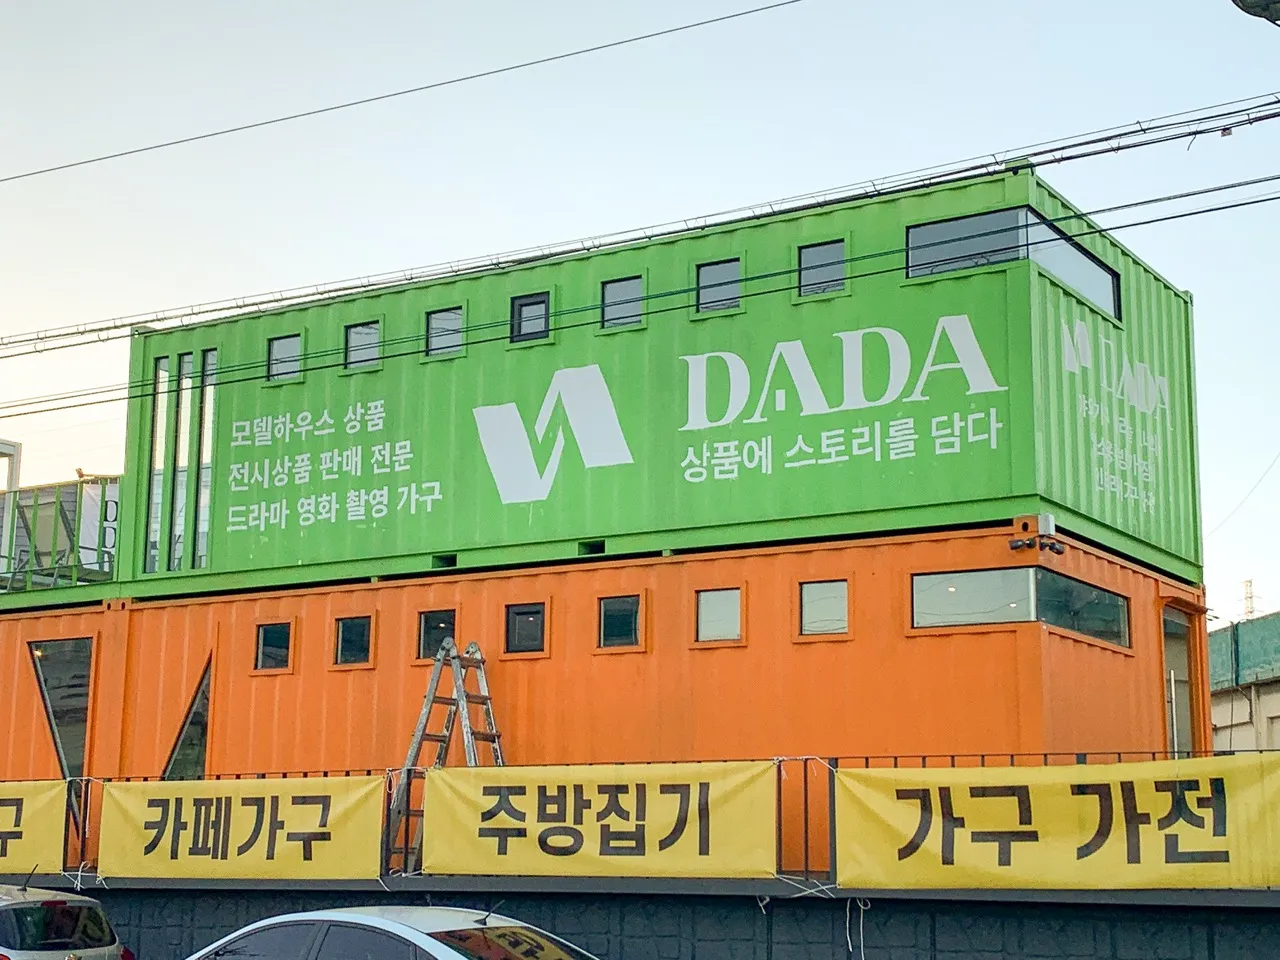 모델하우스 상품
전시상품 판매 전문
드라마 영화 촬영 가구
DADA
상품에 스토리를 담다
DADA
구
카페가구
주방집기
가구 가전